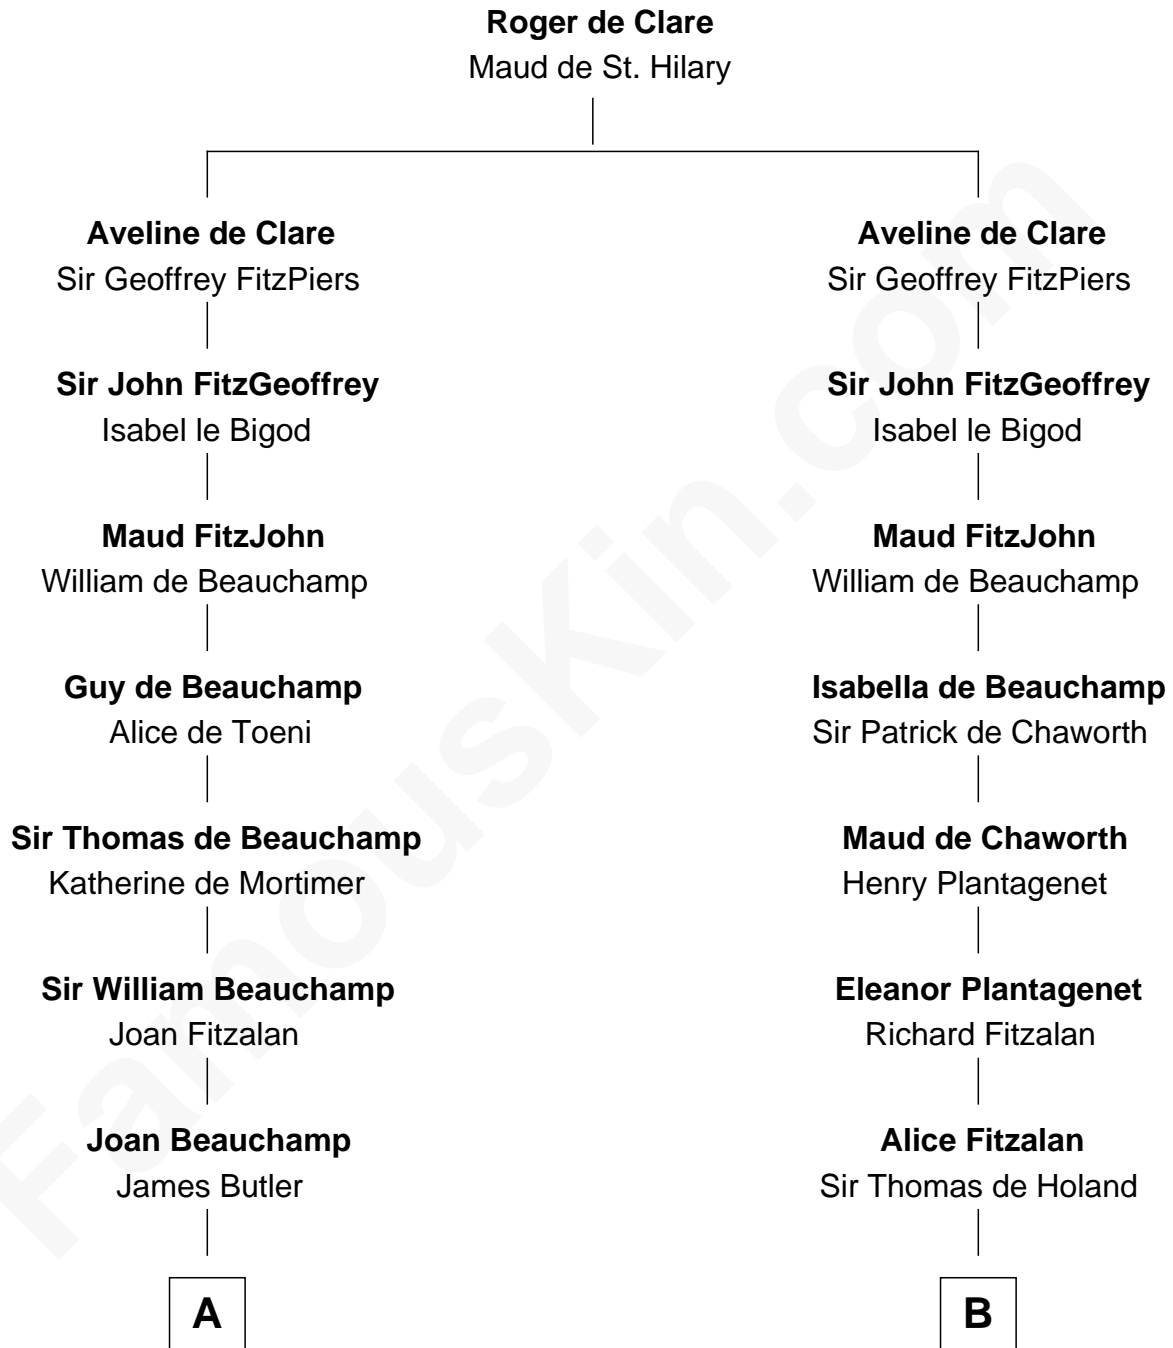 Roger de Clare
Maud de St. Hilary
Aveline de Clare
Sir Geoffrey FitzPiers
Sir John FitzGeoffrey
Isabel le Bigod
Maud FitzJohn
William de Beauchamp
Guy de Beauchamp
Alice de Toeni
Sir Thomas de Beauchamp
Katherine de Mortimer
Sir William Beauchamp
Joan Fitzalan
Joan Beauchamp
James Butler
A
Aveline de Clare
Sir Geoffrey FitzPiers
Sir John FitzGeoffrey
Isabel le Bigod
Maud FitzJohn
William de Beauchamp
Isabella de Beauchamp
Sir Patrick de Chaworth
Maud de Chaworth
Henry Plantagenet
Eleanor Plantagenet
Richard Fitzalan
Alice Fitzalan
Sir Thomas de Holand
B
FamousKin.com